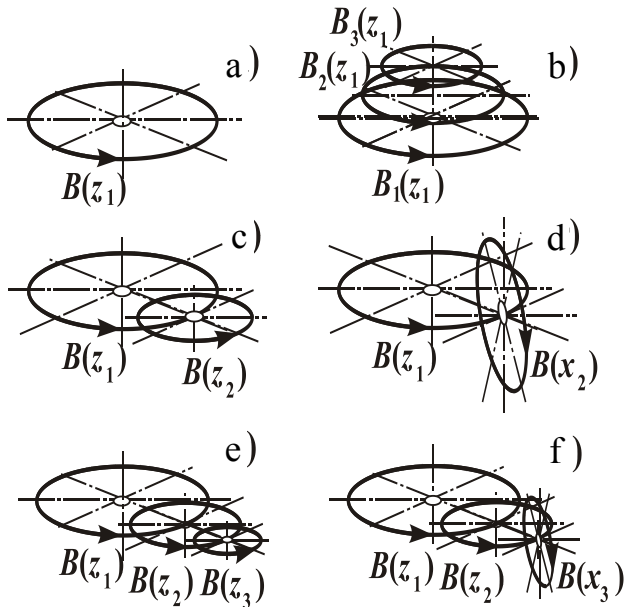 a)
B(z₁)
B₃(z₁)
B₂(z₁)
b)
B₁(z₁)
c)
B(z₁)
B(z₂)
d)
B(z₁)
B(x₂)
e)
B(z₁)
B(z₂)
B(z₃)
f)
B(z₁)
B(z₂)
B(x₃)